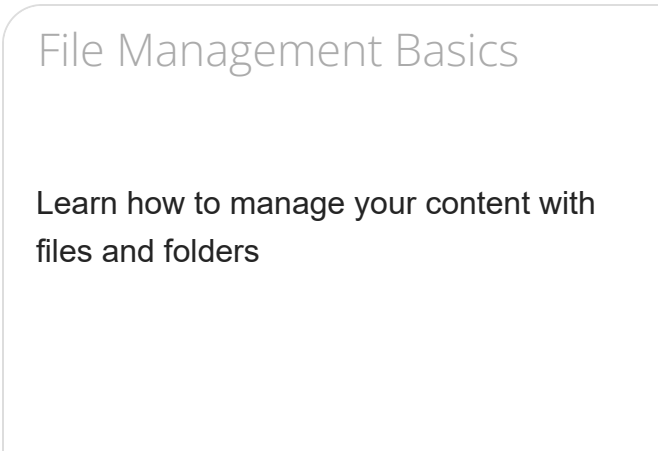 File Management Basics
Learn how to manage your content with
files and folders